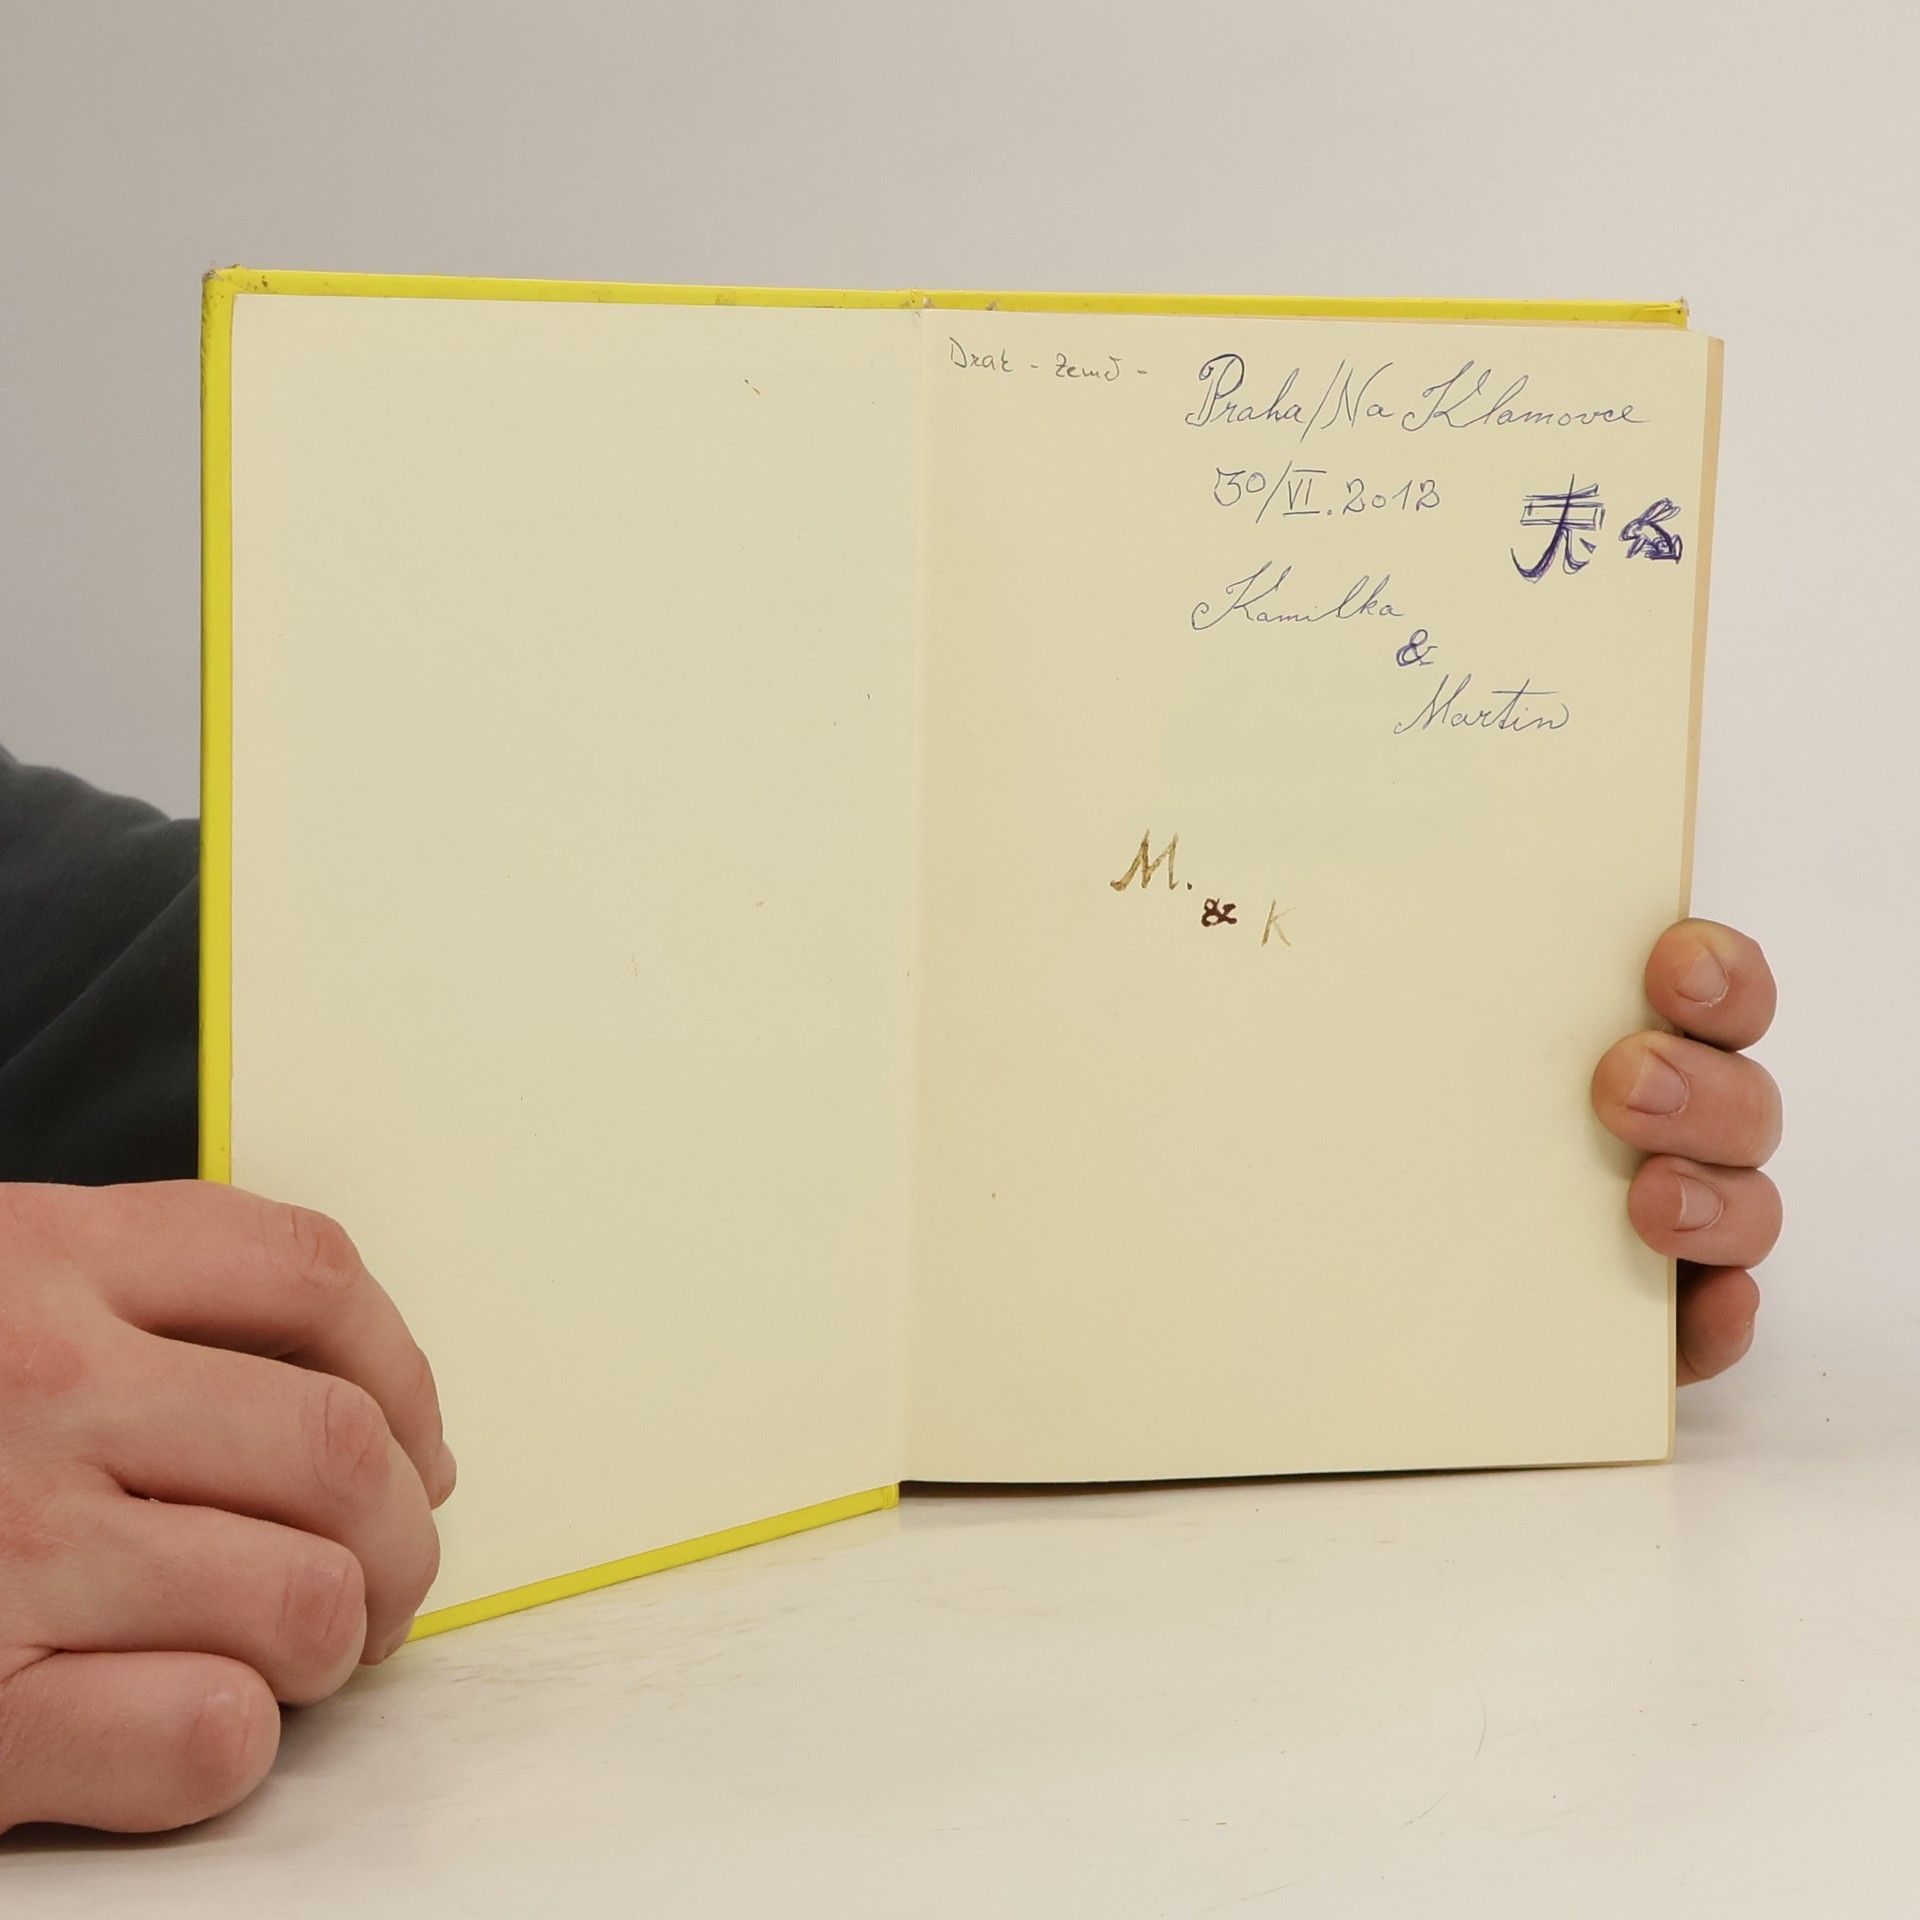 Drak - Země -
Praha/Na Klamovce
30/VI.2012
Kamilka
&
Martin
M.
& K